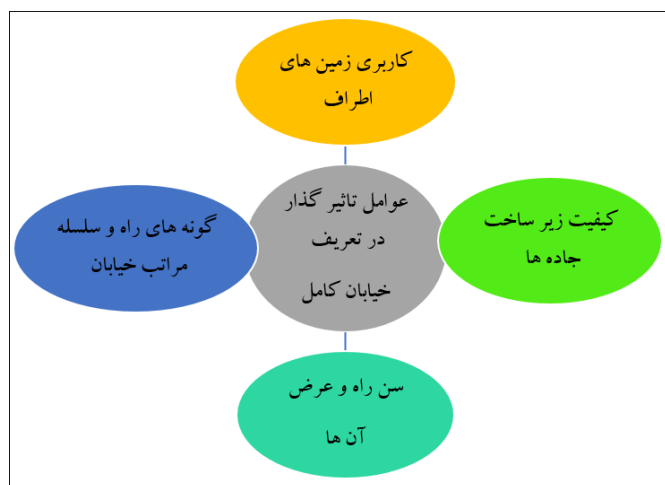 کاربری زمین های
اطراف
عوامل تاثیر گذار
در تعریف
خیابان کامل
کیفیت زیر ساخت
جاده ها
گونه های راه و سلسله
مراتب خیابان
سن راه و عرض
آن ها